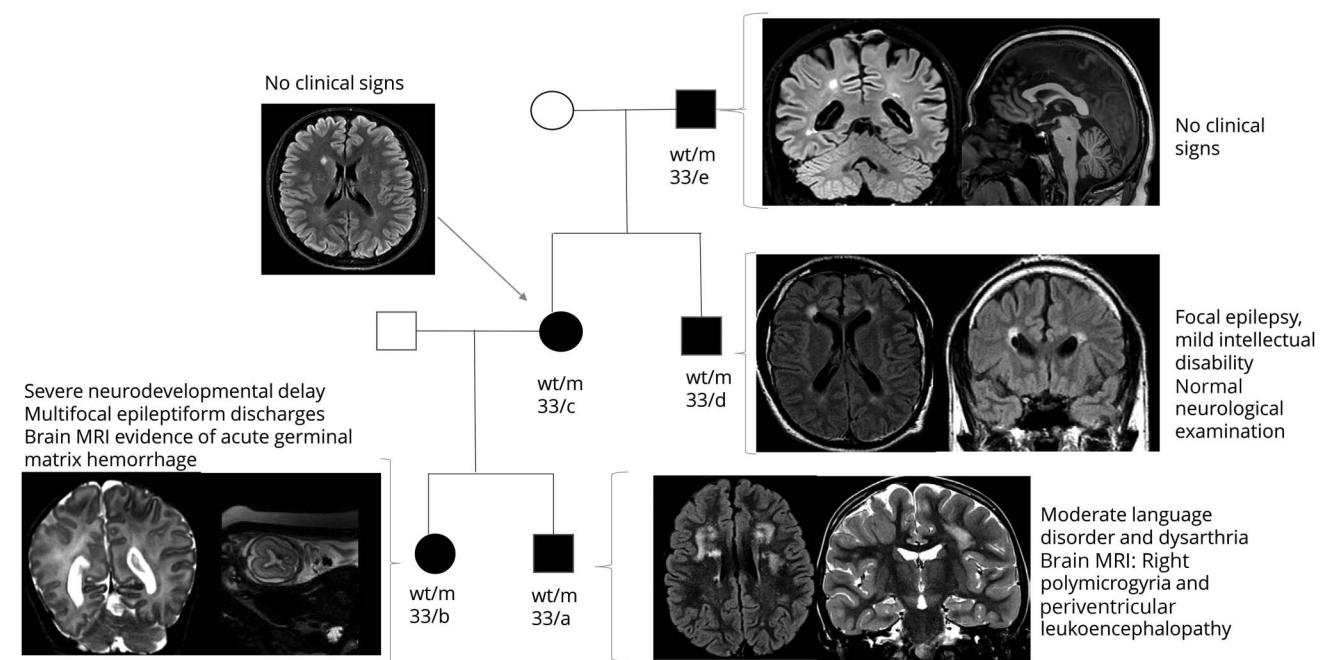 No clinical signs
wt/m
33/e
No clinical
signs
wt/m
33/c
wt/m
33/d
Focal epilepsy,
mild intellectual
disability
Normal
neurological
examination
Severe neurodevelopmental delay
Multifocal epileptiform discharges
Brain MRI evidence of acute germinal
matrix hemorrhage
wt/m
33/b
wt/m
33/a
Moderate language
disorder and dysarthria
Brain MRI: Right
polymicrogyria and
periventricular
leukoencephalopathy